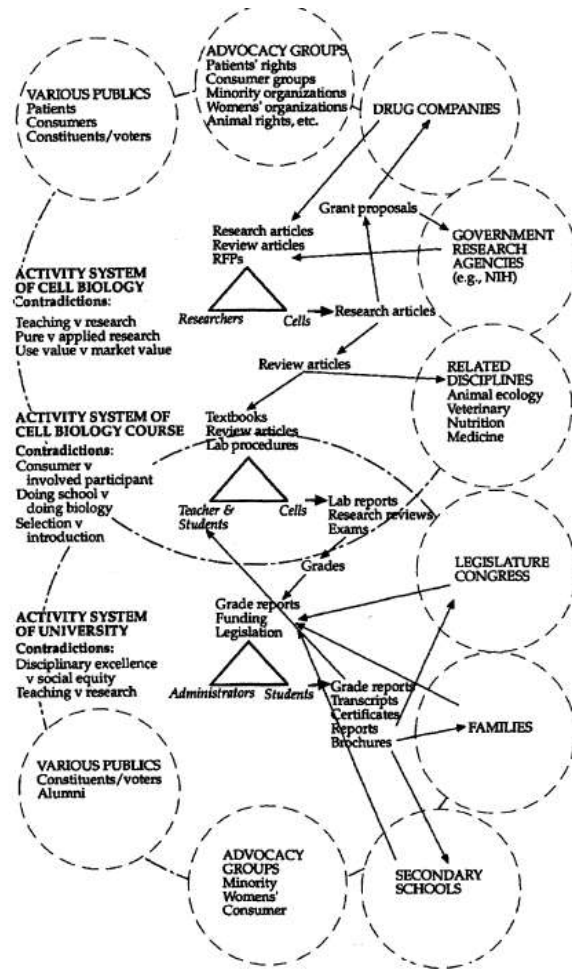 ADVOCACY GROUPS
Patients' rights
Consumer groups
Minority organizations
Womens' organizations
Animal rights, etc.
VARIOUS PUBLICS
Patients
Consumers
Constituents/voters
DRUG COMPANIES
Grant proposals
Research articles
Review articles
RFPs
GOVERNMENT
RESEARCH
AGENCIES
(e.g., NIH)
ACTIVITY SYSTEM
OF CELL BIOLOGY
Contradictions:
Teaching v research
Pure v applied research
Use value v market value
Researchers
Cells
Research articles
Review articles
RELATED
DISCIPLINES
Animal ecology
Veterinary
Nutrition
Medicine
ACTIVITY SYSTEM OF
CELL BIOLOGY COURSE
Contradictions:
Consumer v
involved participant
Doing school v
doing biology
Selection v
introduction
Textbooks
Review articles
Lab procedures
Teacher &
Students
Cells
Lab reports
Research reviews
Exams
Grades
LEGISLATURE
CONGRESS
Grade reports
Funding
Legislation
ACTIVITY SYSTEM
OF UNIVERSITY
Contradictions:
Disciplinary excellence
v social equity
Teaching v research
Administrators
Students
Grade reports
Transcripts
Certificates
Reports
Brochures
FAMILIES
VARIOUS PUBLICS
Constituents/voters
Alumni
ADVOCACY
GROUPS
Minority
Womens'
Consumer
SECONDARY
SCHOOLS